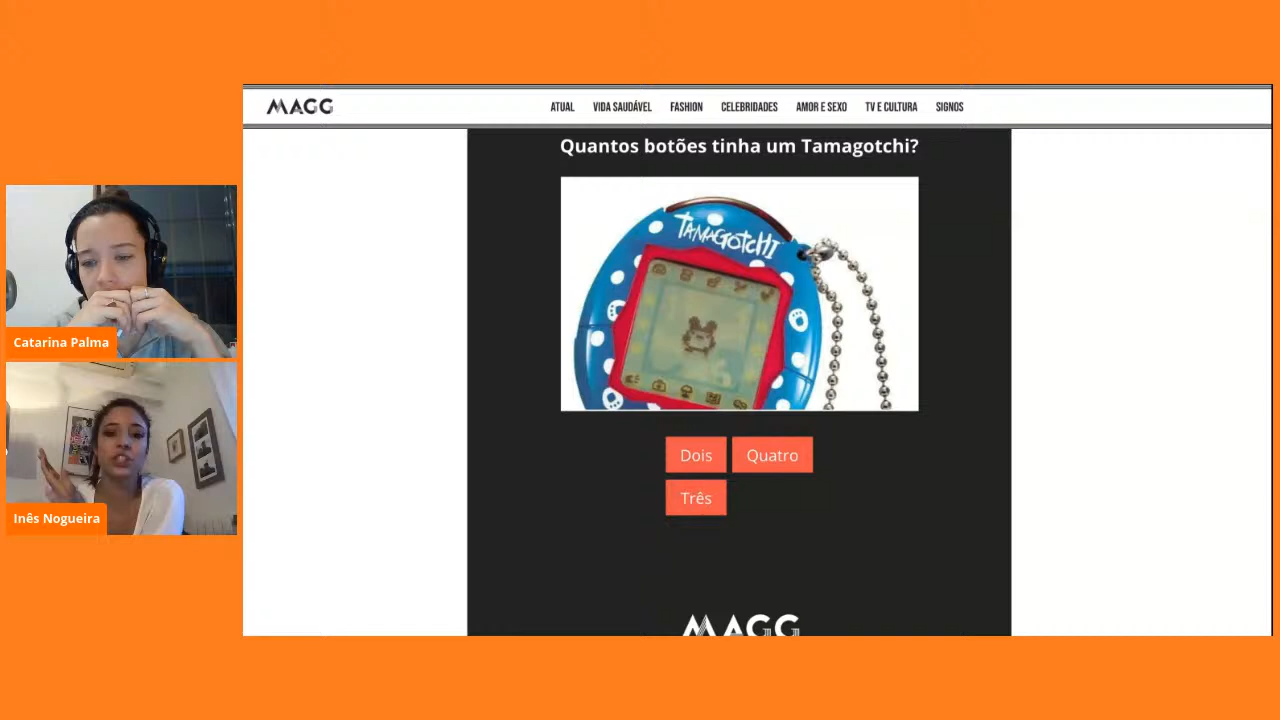 MAGG
ATUAL VIDA SAUDÁVEL FASHION CELEBRIDADES AMOR E SEXO TV E CULTURA SIGNOS
Quantos botões tinha um Tamagotchi?
TAMAGOTCHI
Dois Quatro
Três
MAGG
Catarina Palma
Inês Nogueira